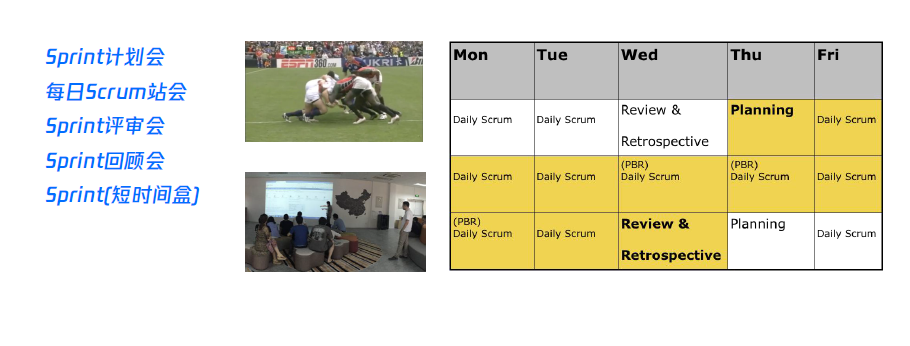 Sprint计划会
每日Scrum站会
Sprint评审会
Sprint回顾会
Sprint(短时间盒)
ESPN360.com
UKRI
Mon Tue Wed Thu Fri
Daily Scrum Daily Scrum Review & Retrospective Planning Daily Scrum
Daily Scrum Daily Scrum (PBR) Daily Scrum (PBR) Daily Scrum Daily Scrum
(PBR) Daily Scrum Daily Scrum Review & Retrospective Planning Daily Scrum